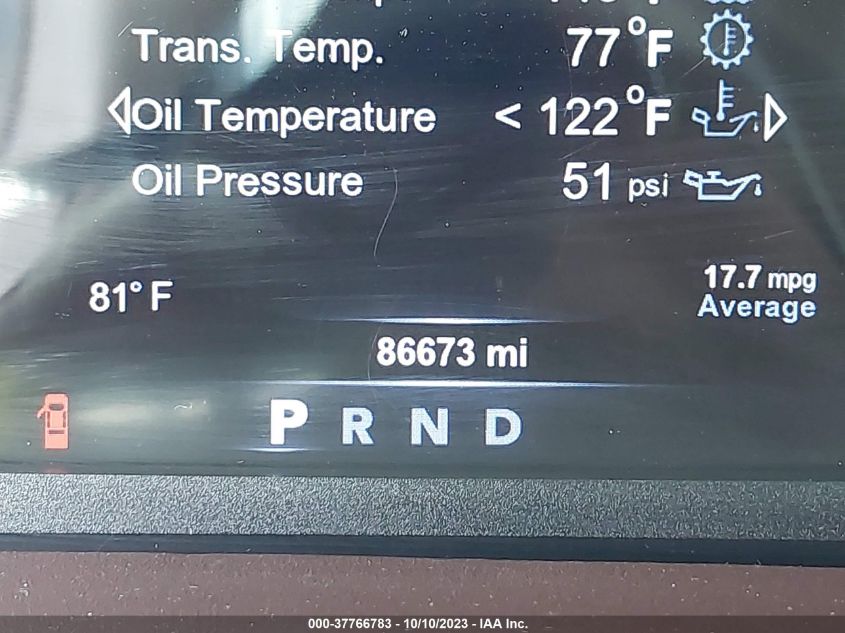 Trans. Temp. 77°F
Oil Temperature < 122°F
Oil Pressure 51 psi
81° F
17.7 mpg
Average
86673 mi
P R N D
000-37766783 - 10/10/2023 - IAA Inc.